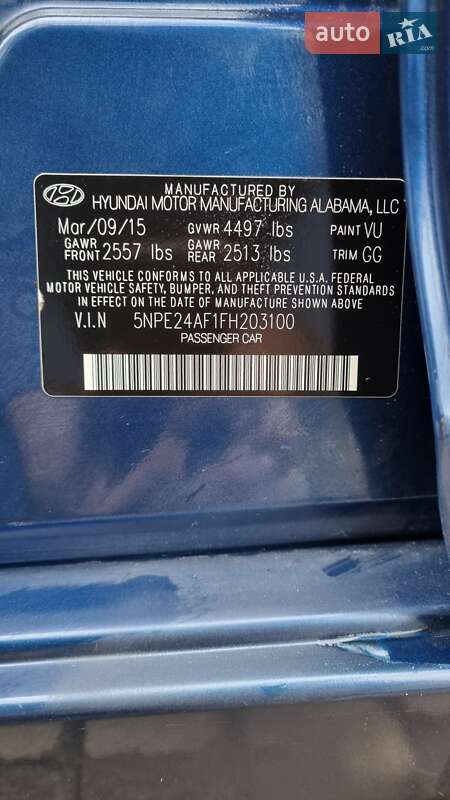 auto RIA.com
MANUFACTURED BY
HYUNDAI MOTOR MANUFACTURING ALABAMA, LLC
Mar/09/15 GVWR 4497 lbs PAINT VU
GAWR FRONT 2557 lbs GAWR REAR 2513 lbs TRIM GG
THIS VEHICLE CONFORMS TO ALL APPLICABLE U.S.A. FEDERAL
MOTOR VEHICLE SAFETY, BUMPER, AND THEFT PREVENTION STANDARDS
IN EFFECT ON THE DATE OF MANUFACTURE SHOWN ABOVE
V.I.N 5NPE24AF1FH203100
PASSENGER CAR